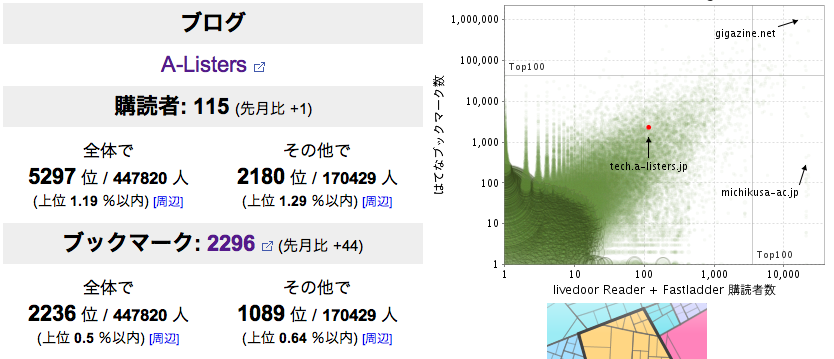 ブログ
A-Listers
購読者: 115 (先月比 +1)
全体で
5297 位 / 447820 人
(上位 1.19 %以内) [周辺]
その他で
2180 位 / 170429 人
(上位 1.29 %以内) [周辺]
ブックマーク: 2296 (先月比 +44)
全体で
2236 位 / 447820 人
(上位 0.5 %以内) [周辺]
その他で
1089 位 / 170429 人
(上位 0.64 %以内) [周辺]
はてなブックマーク数
1,000,000
100,000
10,000
1,000
100
10
1
Top100
gigazine.net
tech.a-listers.jp
michikusa-ac.jp
Top100
1
10
100
1,000
10,000
livedoor Reader + Fastladder 購読者数